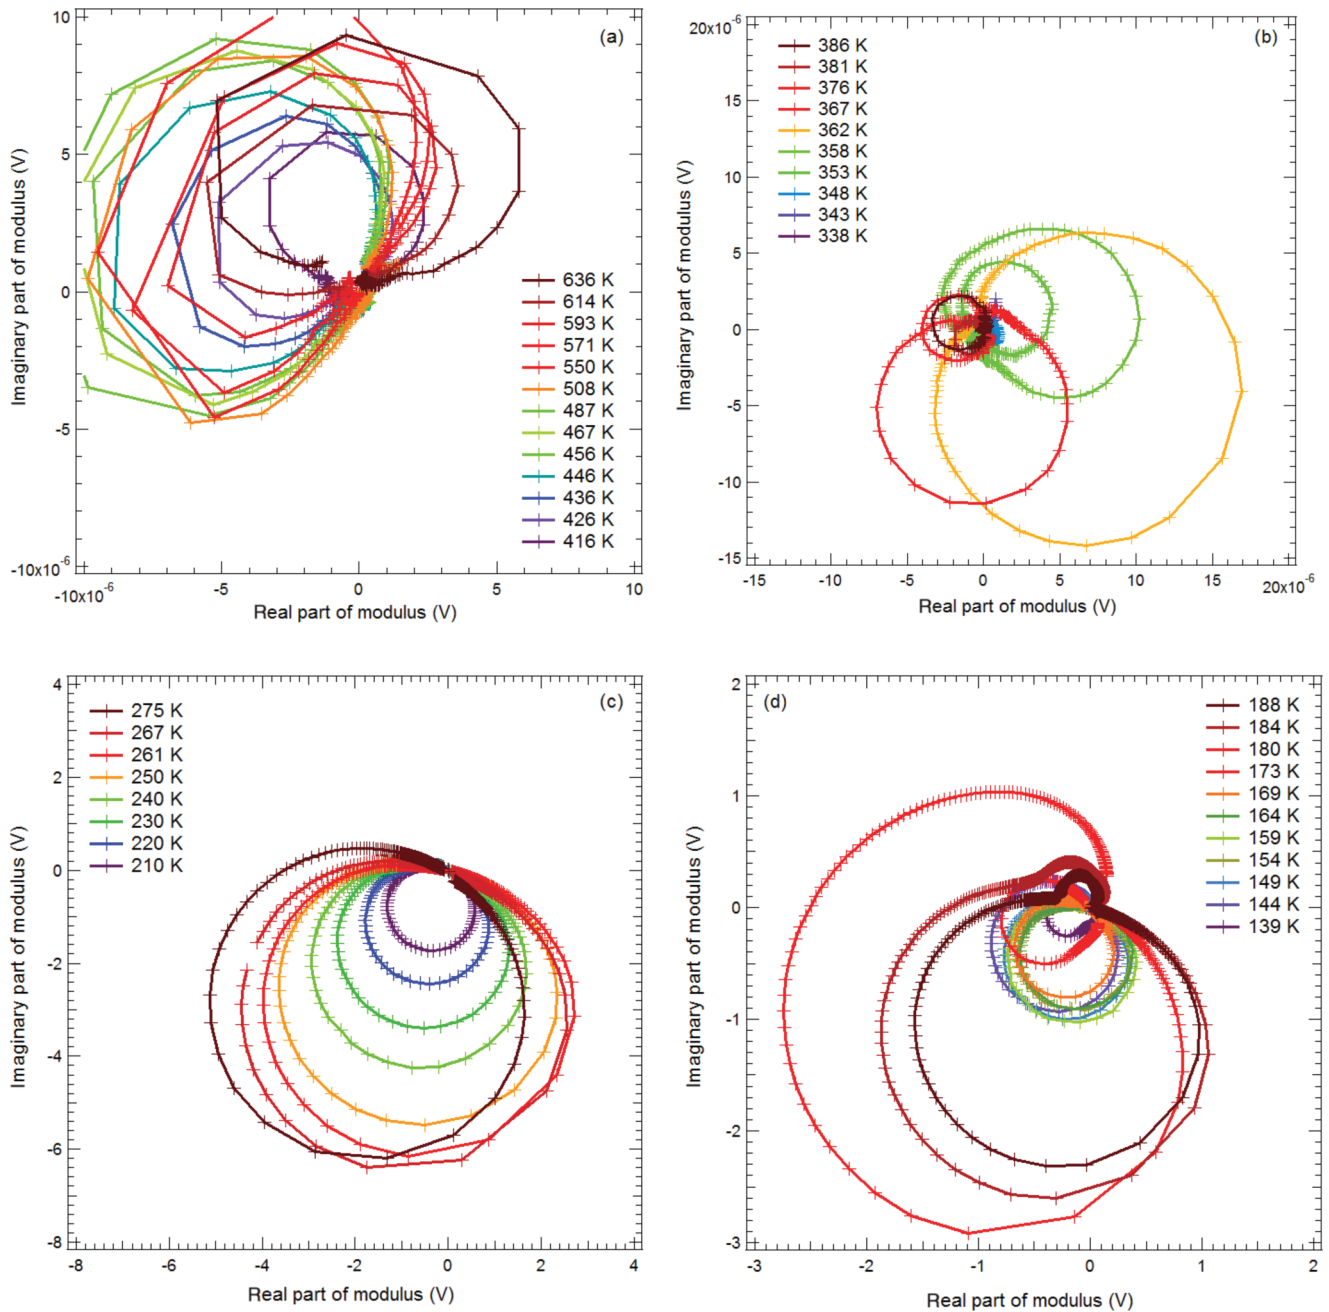 10
5
0
-5
-10x10-6
Imaginary part of modulus (V)
(a)
636 K
614 K
593 K
571 K
550 K
508 K
487 K
467 K
456 K
446 K
436 K
426 K
416 K
-10x10-6
-5
0
5
10
Real part of modulus (V)
20x10-6
15
10
5
0
-5
-10
-15
Imaginary part of modulus (V)
(b)
386 K
381 K
376 K
367 K
362 K
358 K
353 K
348 K
343 K
338 K
-15
-10
-5
0
5
10
15
20x10-6
Real part of modulus (V)
4
2
0
-2
-4
-6
-8
Imaginary part of modulus (V)
(c)
275 K
267 K
261 K
250 K
240 K
230 K
220 K
210 K
-8
-6
-4
-2
0
2
4
Real part of modulus (V)
2
1
0
-1
-2
-3
Imaginary part of modulus (V)
(d)
188 K
184 K
180 K
173 K
169 K
164 K
159 K
154 K
149 K
144 K
139 K
-3
-2
-1
0
1
2
Real part of modulus (V)